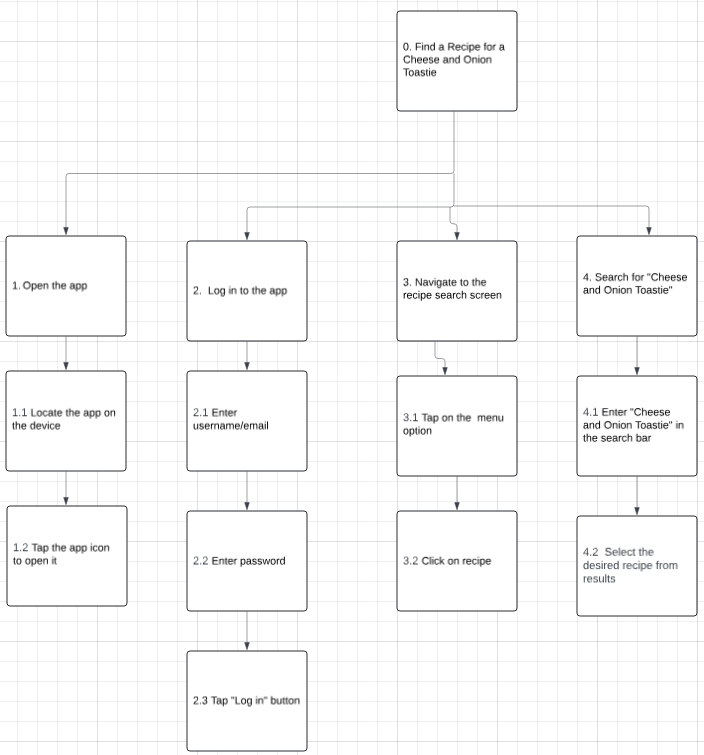 0. Find a Recipe for a
Cheese and Onion
Toastie
1. Open the app
2. Log in to the app
3. Navigate to the
recipe search screen
4. Search for "Cheese
and Onion Toastie"
1.1 Locate the app on
the device
2.1 Enter
username/email
3.1 Tap on the menu
option
4.1 Enter "Cheese
and Onion Toastie" in
the search bar
1.2 Tap the app icon
to open it
2.2 Enter password
3.2 Click on recipe
4.2 Select the
desired recipe from
results
2.3 Tap "Log in" button